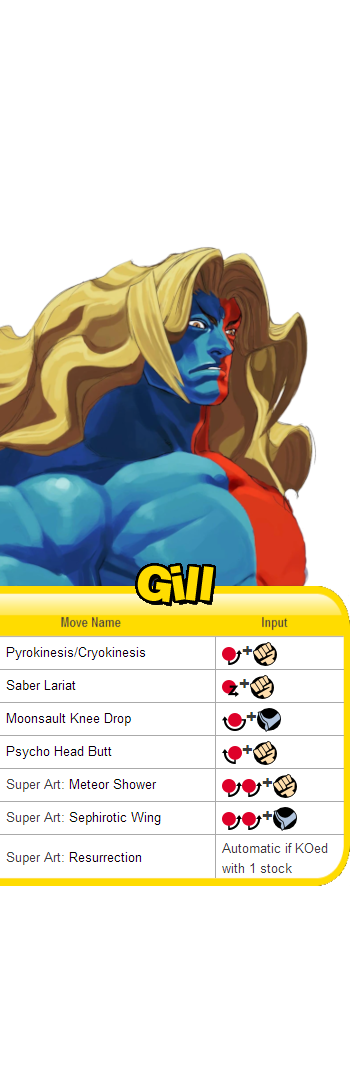 Gill
Move Name Input
Pyrokinesis/Cryokinesis +
Saber Lariat +
Moonsault Knee Drop +
Psycho Head Butt +
Super Art: Meteor Shower +
Super Art: Sephirotic Wing +
Super Art: Resurrection Automatic if KOed
with 1 stock